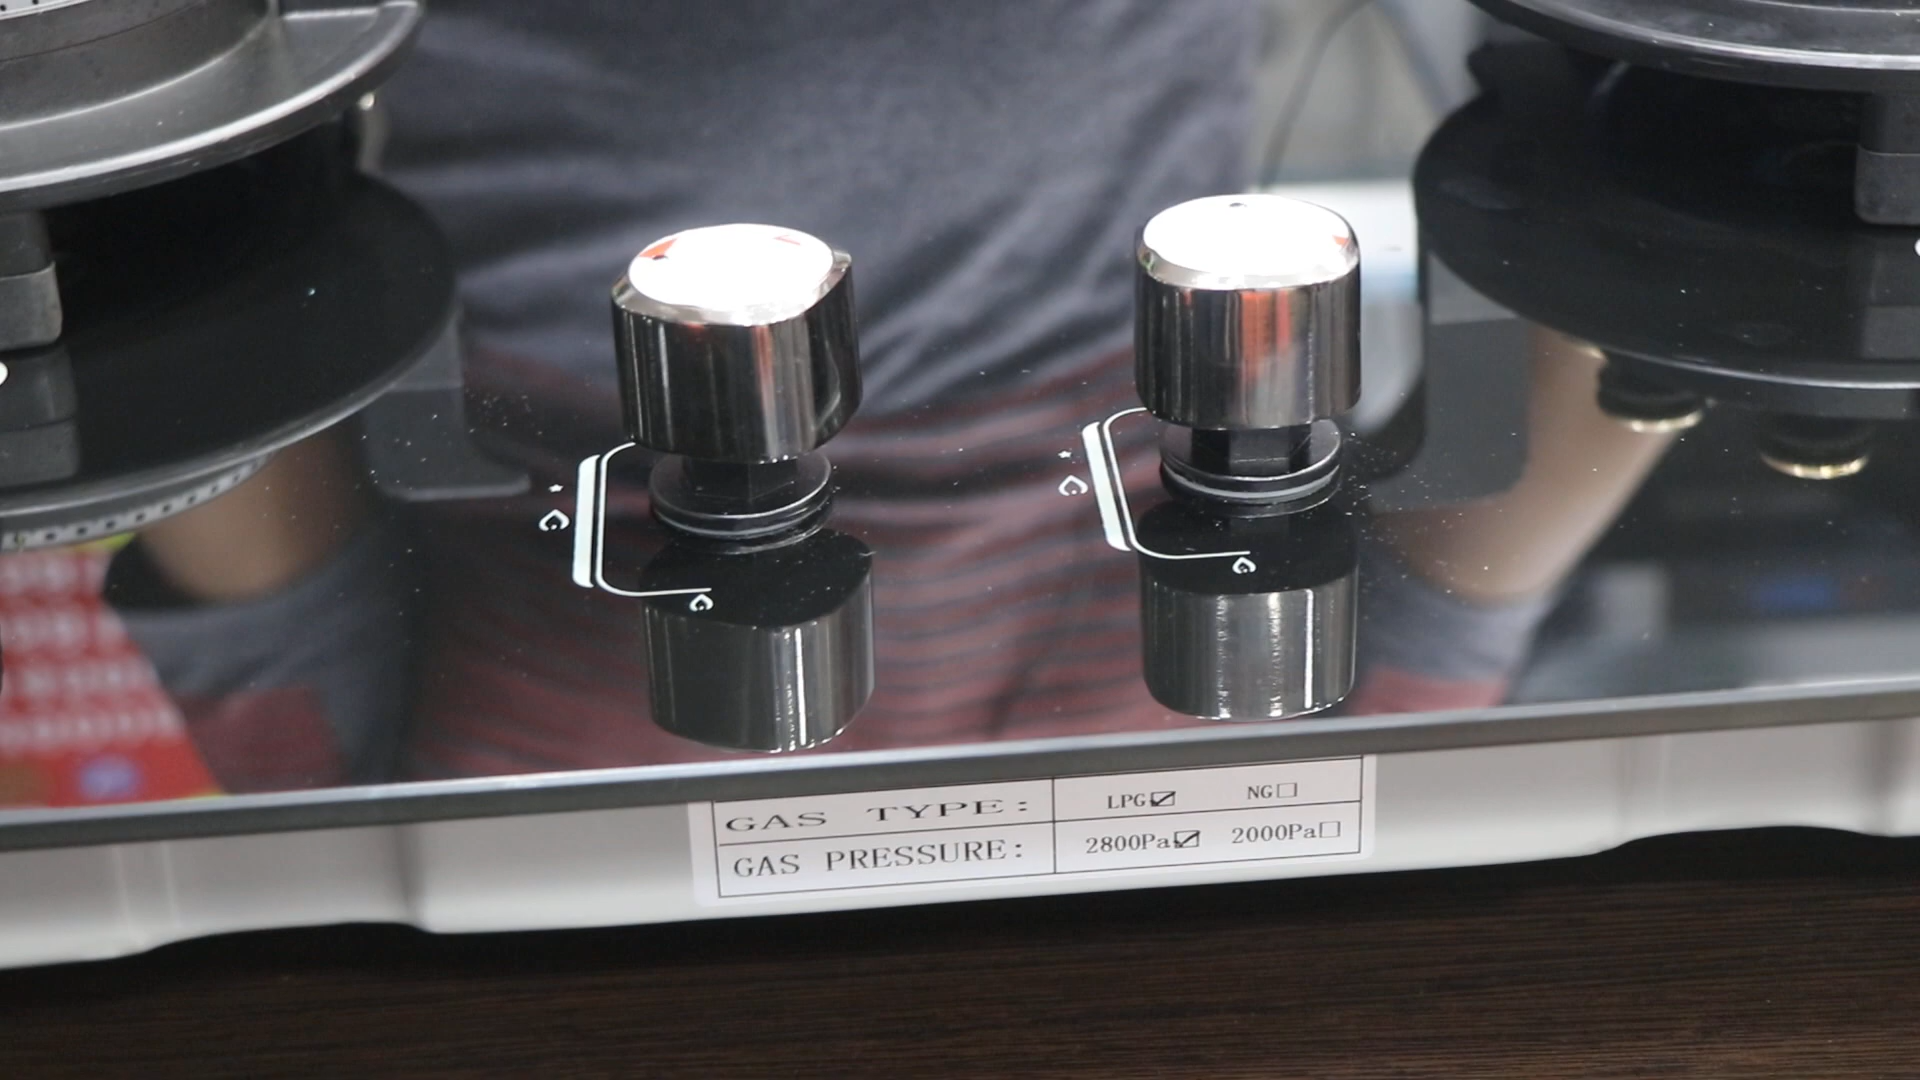 GAS TYPE: LPG☑ NG☐
GAS PRESSURE: 2800Pa☑ 2000Pa☐